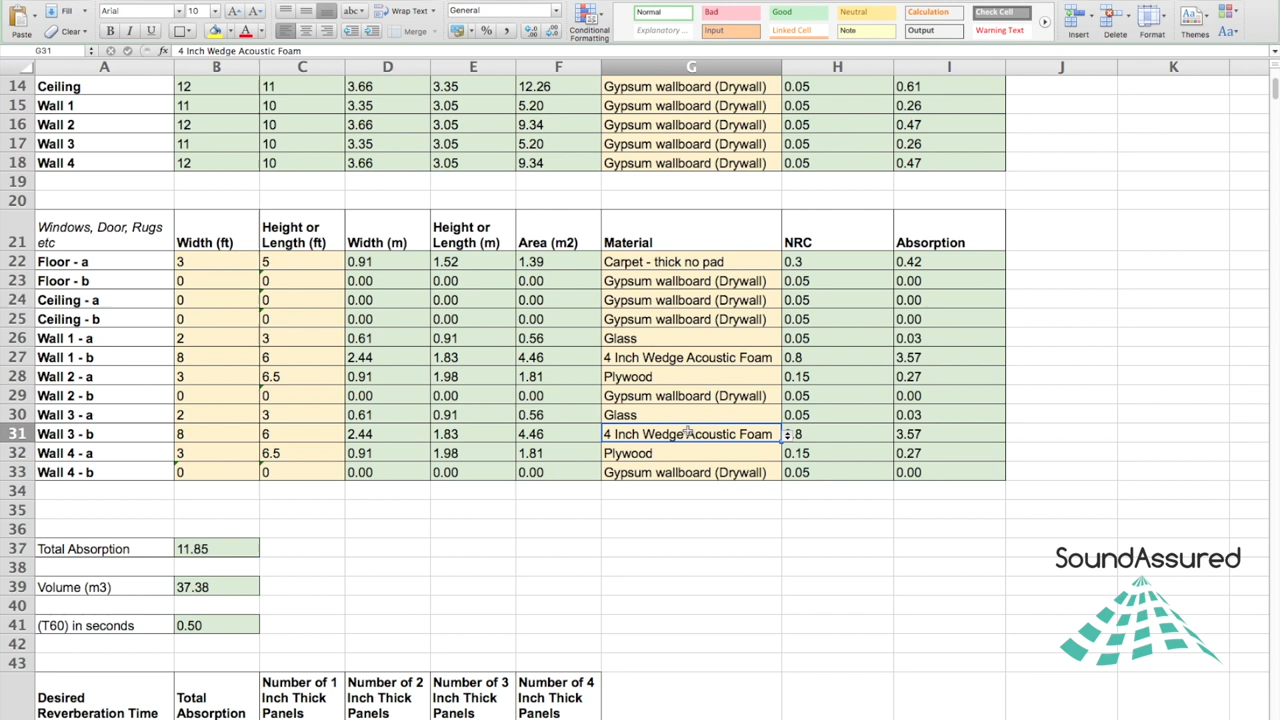 Fill
Clear
Arial
10
abc
Wrap Text
B I U
Merge
General
Conditional
Formatting
Normal Bad Good Neutral Calculation Check Cell
Explanatory ... Input Linked Cell Note Output Warning Text
Paste
Insert Delete Format Themes Aa
G31 fx 4 Inch Wedge Acoustic Foam
A B C D E F G H I J K
14 Ceiling 12 11 3.66 3.35 12.26 Gypsum wallboard (Drywall) 0.05 0.61
15 Wall 1 11 10 3.35 3.05 5.20 Gypsum wallboard (Drywall) 0.05 0.26
16 Wall 2 12 10 3.66 3.05 9.34 Gypsum wallboard (Drywall) 0.05 0.47
17 Wall 3 11 10 3.35 3.05 5.20 Gypsum wallboard (Drywall) 0.05 0.26
18 Wall 4 12 10 3.66 3.05 9.34 Gypsum wallboard (Drywall) 0.05 0.47
19
20
21 Windows, Door, Rugs etc Width (ft) Height or Length (ft) Width (m) Height or Length (m) Area (m2) Material NRC Absorption
22 Floor - a 3 5 0.91 1.52 1.39 Carpet - thick no pad 0.3 0.42
23 Floor - b 0 0 0.00 0.00 0.00 Gypsum wallboard (Drywall) 0.05 0.00
24 Ceiling - a 0 0 0.00 0.00 0.00 Gypsum wallboard (Drywall) 0.05 0.00
25 Ceiling - b 0 0 0.00 0.00 0.00 Gypsum wallboard (Drywall) 0.05 0.00
26 Wall 1 - a 2 3 0.61 0.91 0.56 Glass 0.05 0.03
27 Wall 1 - b 8 6 2.44 1.83 4.46 4 Inch Wedge Acoustic Foam 0.8 3.57
28 Wall 2 - a 3 6.5 0.91 1.98 1.81 Plywood 0.15 0.27
29 Wall 2 - b 0 0 0.00 0.00 0.00 Gypsum wallboard (Drywall) 0.05 0.00
30 Wall 3 - a 2 3 0.61 0.91 0.56 Glass 0.05 0.03
31 Wall 3 - b 8 6 2.44 1.83 4.46 4 Inch Wedge Acoustic Foam .8 3.57
32 Wall 4 - a 3 6.5 0.91 1.98 1.81 Plywood 0.15 0.27
33 Wall 4 - b 0 0 0.00 0.00 0.00 Gypsum wallboard (Drywall) 0.05 0.00
34
35
36
37 Total Absorption 11.85
38
39 Volume (m3) 37.38
40
41 (T60) in seconds 0.50
42
43
Desired Reverberation Time Total Absorption Number of 1 Inch Thick Panels Number of 2 Inch Thick Panels Number of 3 Inch Thick Panels Number of 4 Inch Thick Panels
SoundAssured